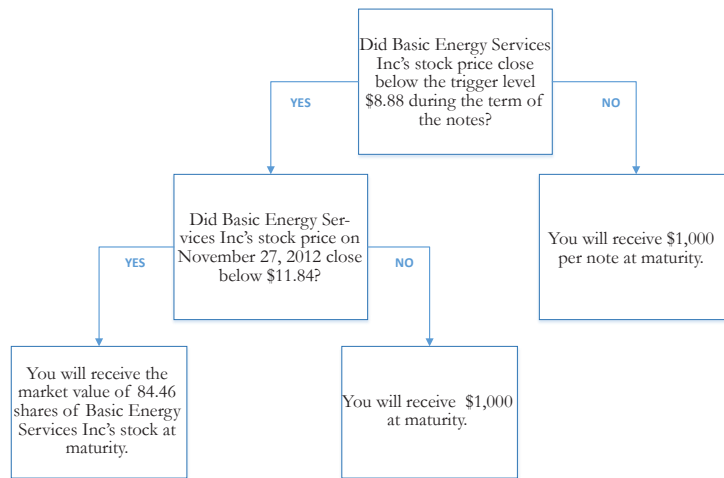 Did Basic Energy Services
Inc's stock price close
below the trigger level
$8.88 during the term of
the notes?
YES
NO
Did Basic Energy Ser-
vices Inc's stock price on
November 27, 2012 close
below $11.84?
You will receive $1,000
per note at maturity.
YES
NO
You will receive the
market value of 84.46
shares of Basic Energy
Services Inc's stock at
maturity.
You will receive $1,000
at maturity.